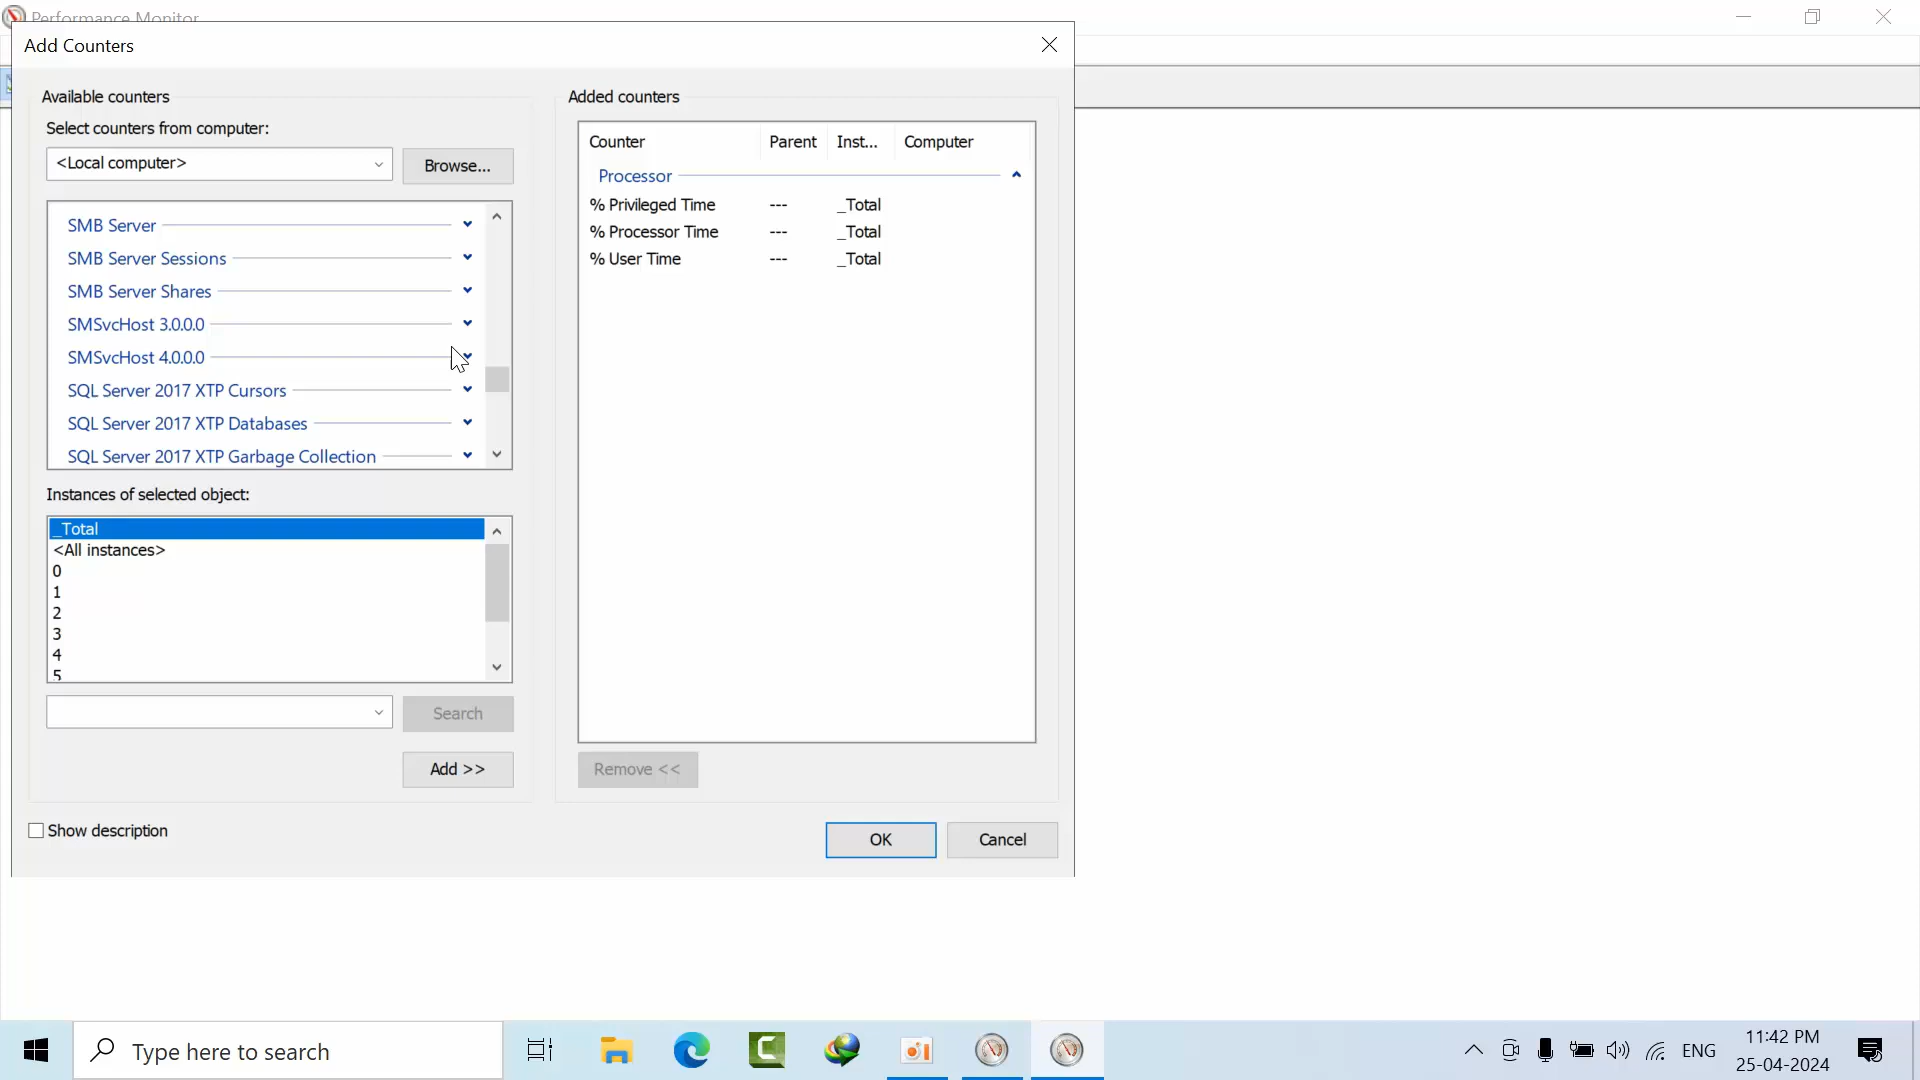 Performance Monitor
Add Counters
Available counters
Select counters from computer:
<Local computer>
Browse...
SMB Server
SMB Server Sessions
SMB Server Shares
SMSvcHost 3.0.0.0
SMSvcHost 4.0.0.0
SQL Server 2017 XTP Cursors
SQL Server 2017 XTP Databases
SQL Server 2017 XTP Garbage Collection
Instances of selected object:
_Total
<All instances>
0
1
2
3
4
5
Search
Add >>
Show description
Added counters
Counter Parent Inst... Computer
Processor
% Privileged Time --- _Total
% Processor Time --- _Total
% User Time --- _Total
Remove <<
OK
Cancel
Type here to search
ENG
11:42 PM
25-04-2024